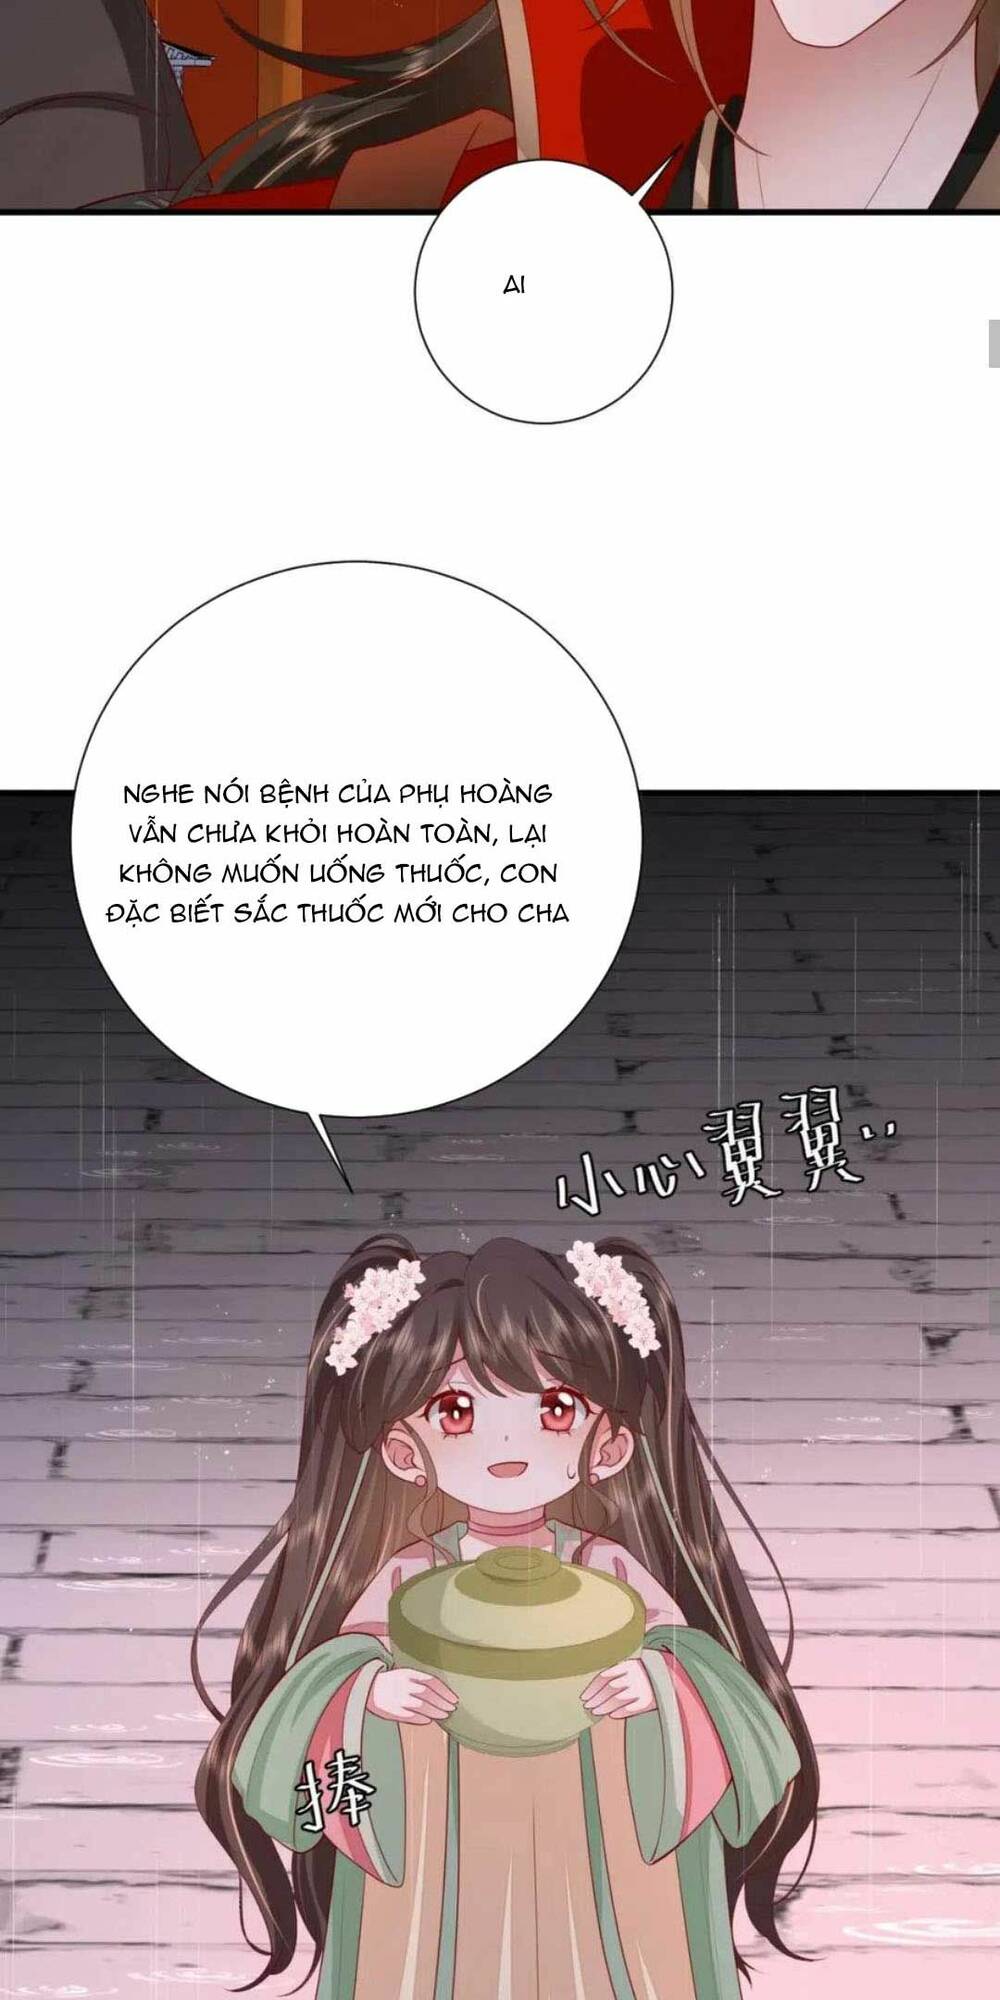 AI
NGHE NÓI BỆNH CỦA PHỤ HOÀNG
VẪN CHƯA KHỎI HOÀN TOÀN, LẠI
KHÔNG MUỐN UỐNG THUỐC, CON
ĐẶC BIẾT SẮC THUỐC MỚI CHO CHA
小心翼翼..
捧